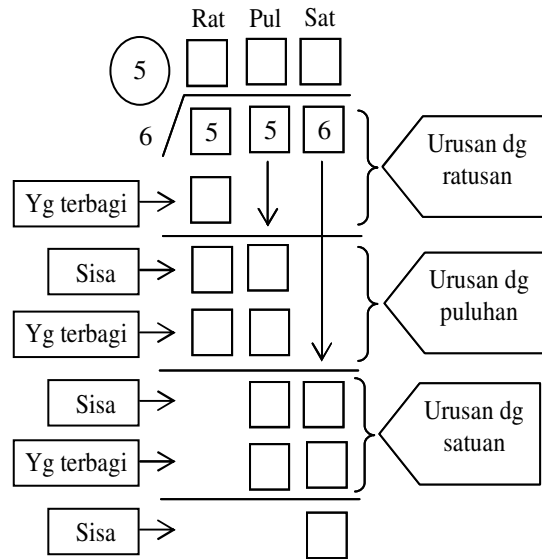 Rat Pul Sat
5
6 5 5 6
Urusan dg
ratusan
Yg terbagi
Sisa
Urusan dg
puluhan
Yg terbagi
Sisa
Urusan dg
satuan
Yg terbagi
Sisa